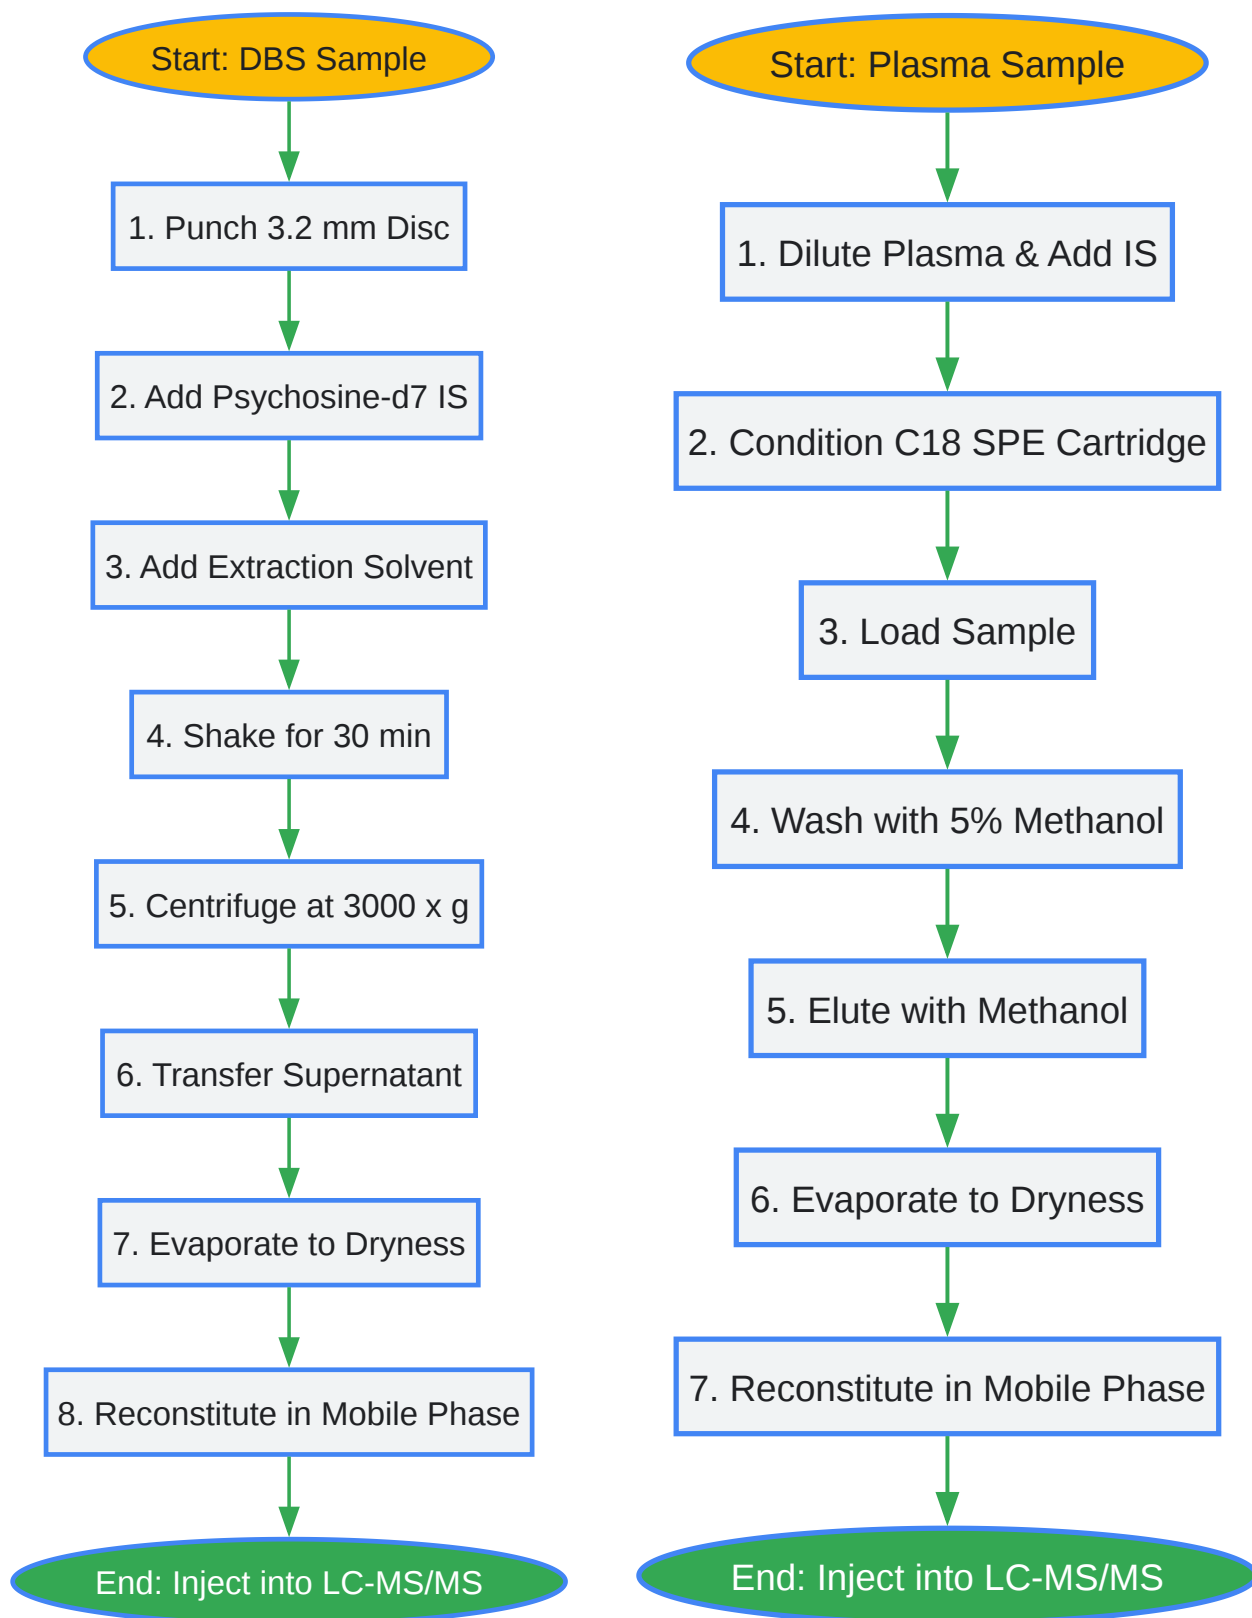 Start: DBS Sample
1. Punch 3.2 mm Disc
2. Add Psychosine-d7 IS
3. Add Extraction Solvent
4. Shake for 30 min
5. Centrifuge at 3000 x g
6. Transfer Supernatant
7. Evaporate to Dryness
8. Reconstitute in Mobile Phase
End: Inject into LC-MS/MS
Start: Plasma Sample
1. Dilute Plasma & Add IS
2. Condition C18 SPE Cartridge
3. Load Sample
4. Wash with 5% Methanol
5. Elute with Methanol
6. Evaporate to Dryness
7. Reconstitute in Mobile Phase
End: Inject into LC-MS/MS